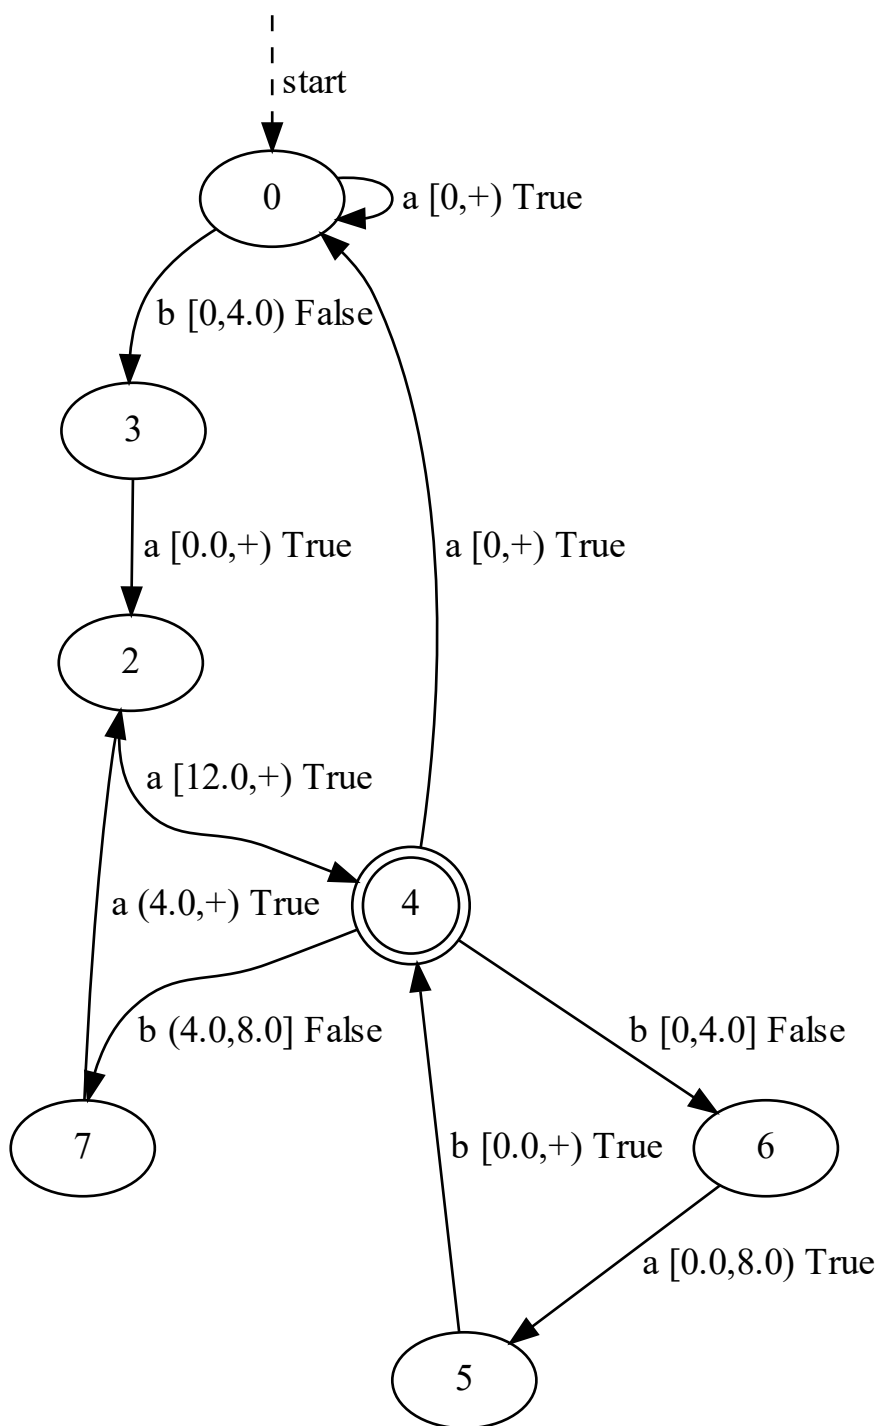 start
0
a [0,+) True
b [0,4.0) False
3
a [0.0,+) True
a [0,+) True
2
a [12.0,+) True
a (4.0,+) True
4
b (4.0,8.0] False
b [0,4.0] False
7
b [0.0,+) True
6
a [0.0,8.0) True
5